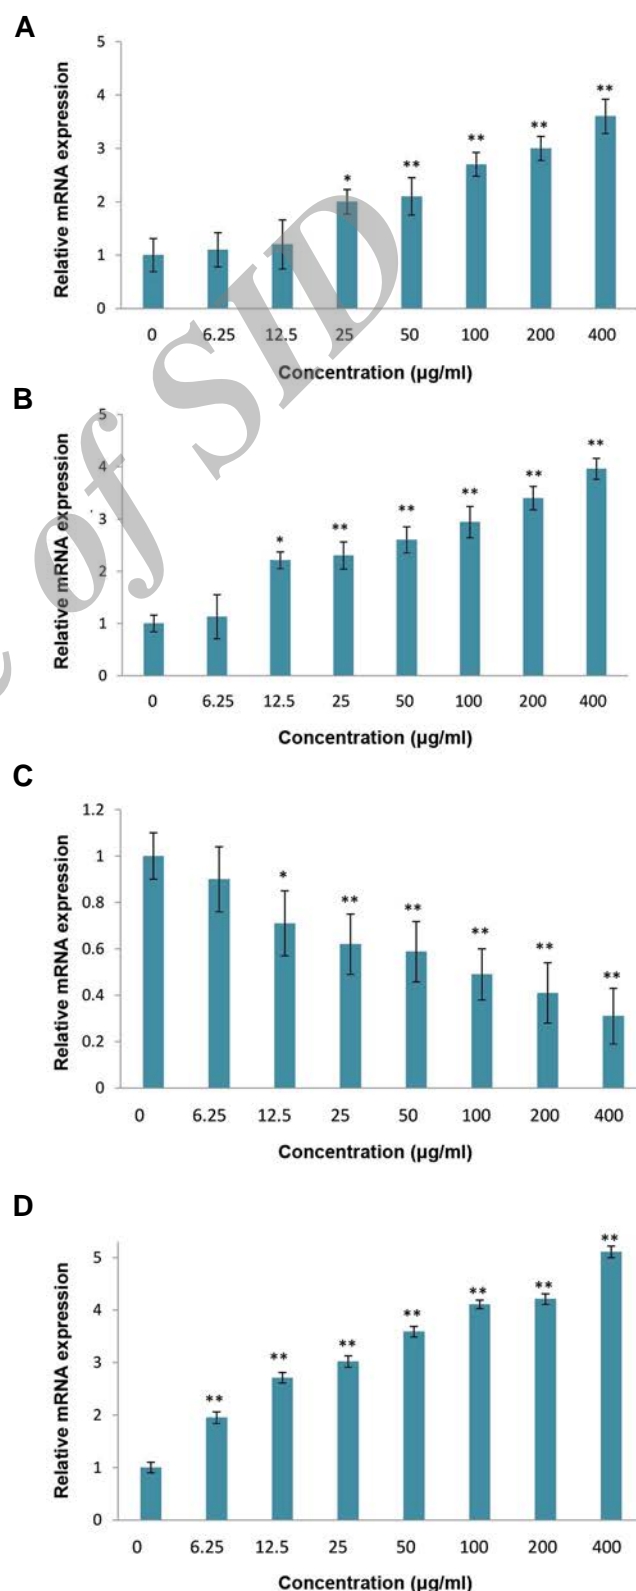 A
Relative mRNA expression
5
4
3
2
1
0
*
**
**
**
**
0 6.25 12.5 25 50 100 200 400
Concentration (µg/ml)
B
Relative mRNA expression
5
4
3
2
1
0
*
**
**
**
**
**
0 6.25 12.5 25 50 100 200 400
Concentration (µg/ml)
C
Relative mRNA expression
1.2
1
0.8
0.6
0.4
0.2
0
*
**
**
**
**
**
0 6.25 12.5 25 50 100 200 400
Concentration (µg/ml)
D
Relative mRNA expression
5
4
3
2
1
0
**
**
**
**
**
**
**
0 6.25 12.5 25 50 100 200 400
Concentration (µg/ml)
of SID